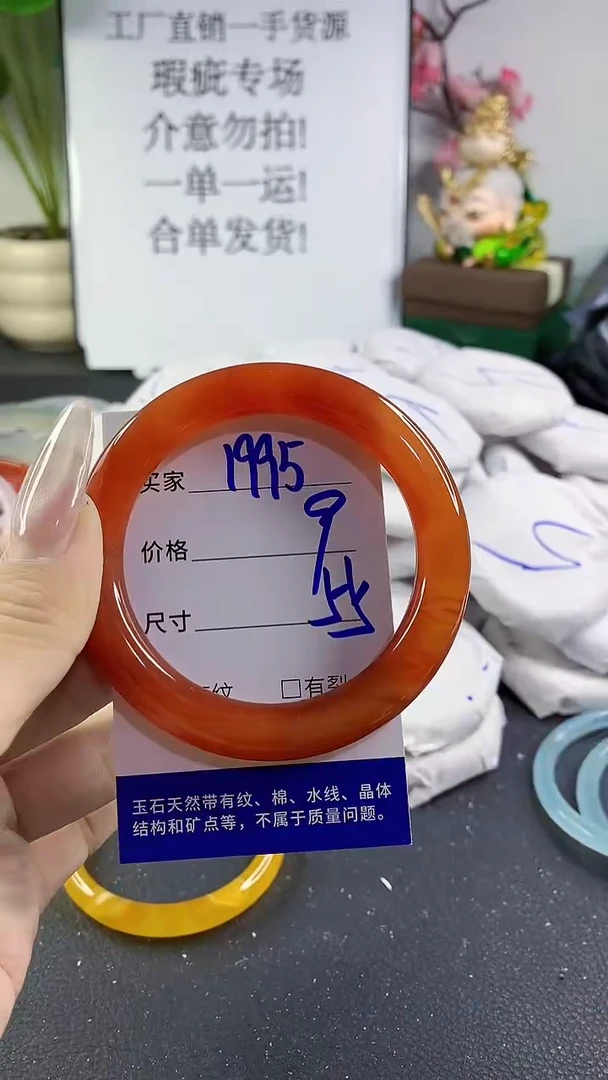 工厂直销一手货源
瑕疵专场
介意勿拍!
一单一运!
合单发货!
买家 1995
价格 9
尺寸 55
纹 □有裂
玉石天然带有纹、棉、水线、晶体
结构和矿点等，不属于质量问题。